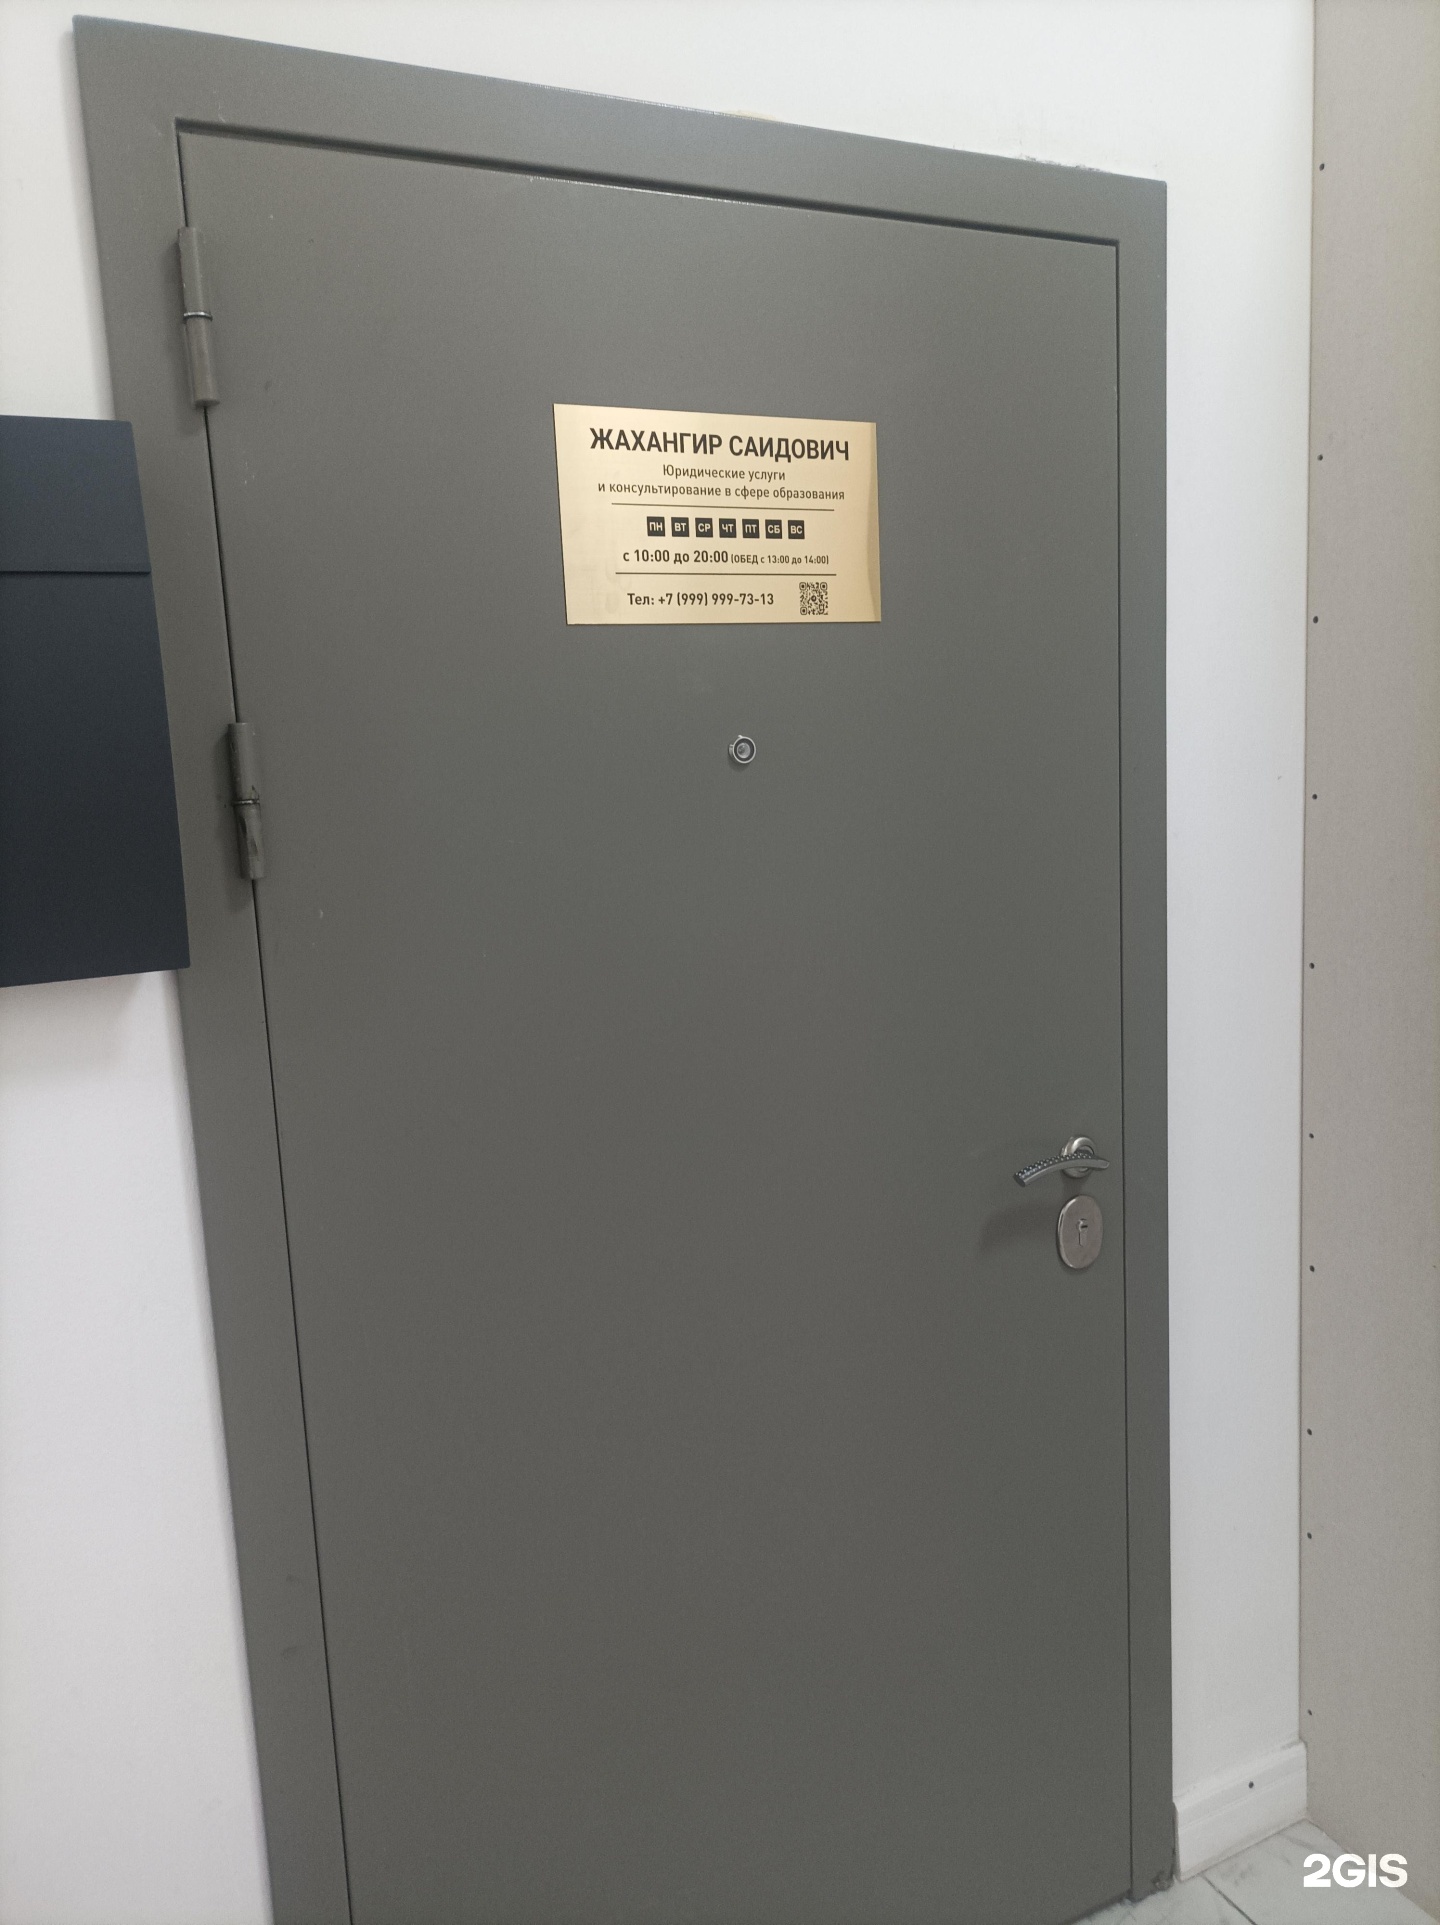 ЖАХАНГИР САИДОВИЧ
Юридические услуги
и консультирование в сфере образования
ПН ВТ СР ЧТ ПТ СБ ВС
с 10:00 до 20:00 (ОБЕД с 13:00 до 14:00)
Тел: +7 (999) 999-73-13
2GIS